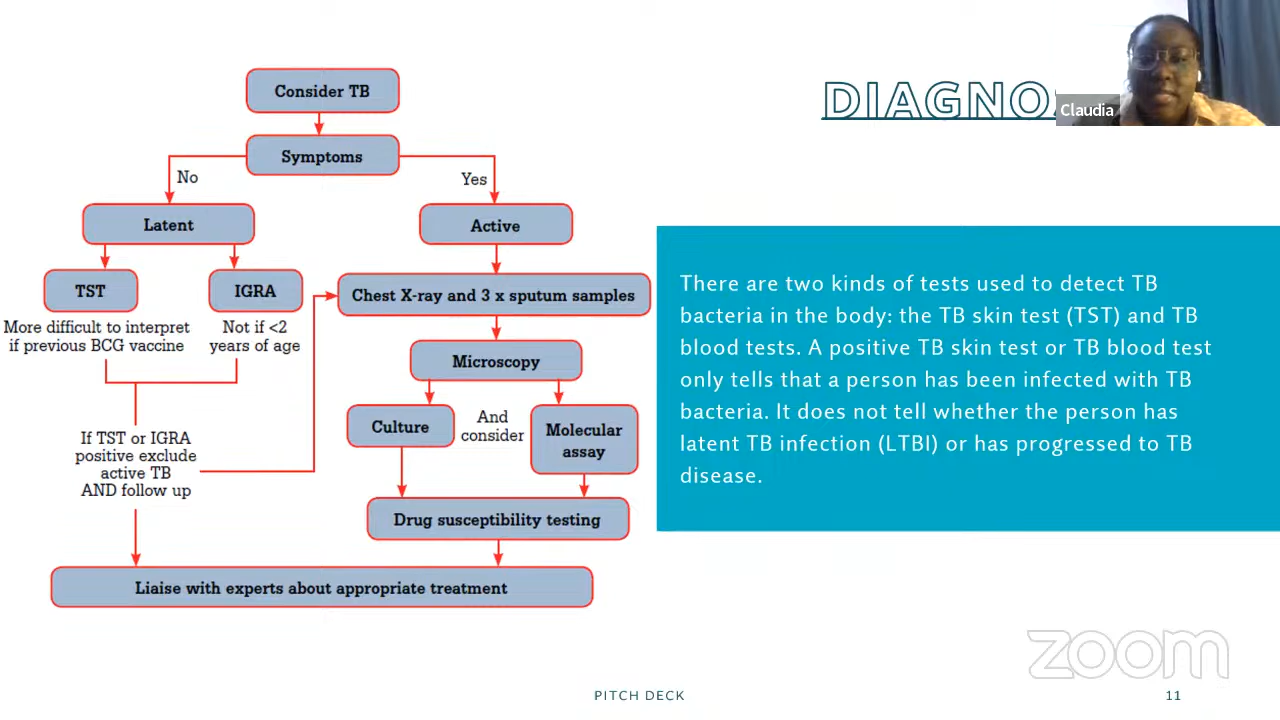 Consider TB
Symptoms
No
Yes
Latent
Active
TST
IGRA
Chest X-ray and 3 x sputum samples
More difficult to interpret
if previous BCG vaccine
Not if <2
years of age
Microscopy
Culture
And
consider
Molecular
assay
If TST or IGRA
positive exclude
active TB
AND follow up
Drug susceptibility testing
Liaise with experts about appropriate treatment
DIAGNO
Claudia
There are two kinds of tests used to detect TB
bacteria in the body: the TB skin test (TST) and TB
blood tests. A positive TB skin test or TB blood test
only tells that a person has been infected with TB
bacteria. It does not tell whether the person has
latent TB infection (LTBI) or has progressed to TB
disease.
zoom
PITCH DECK
11